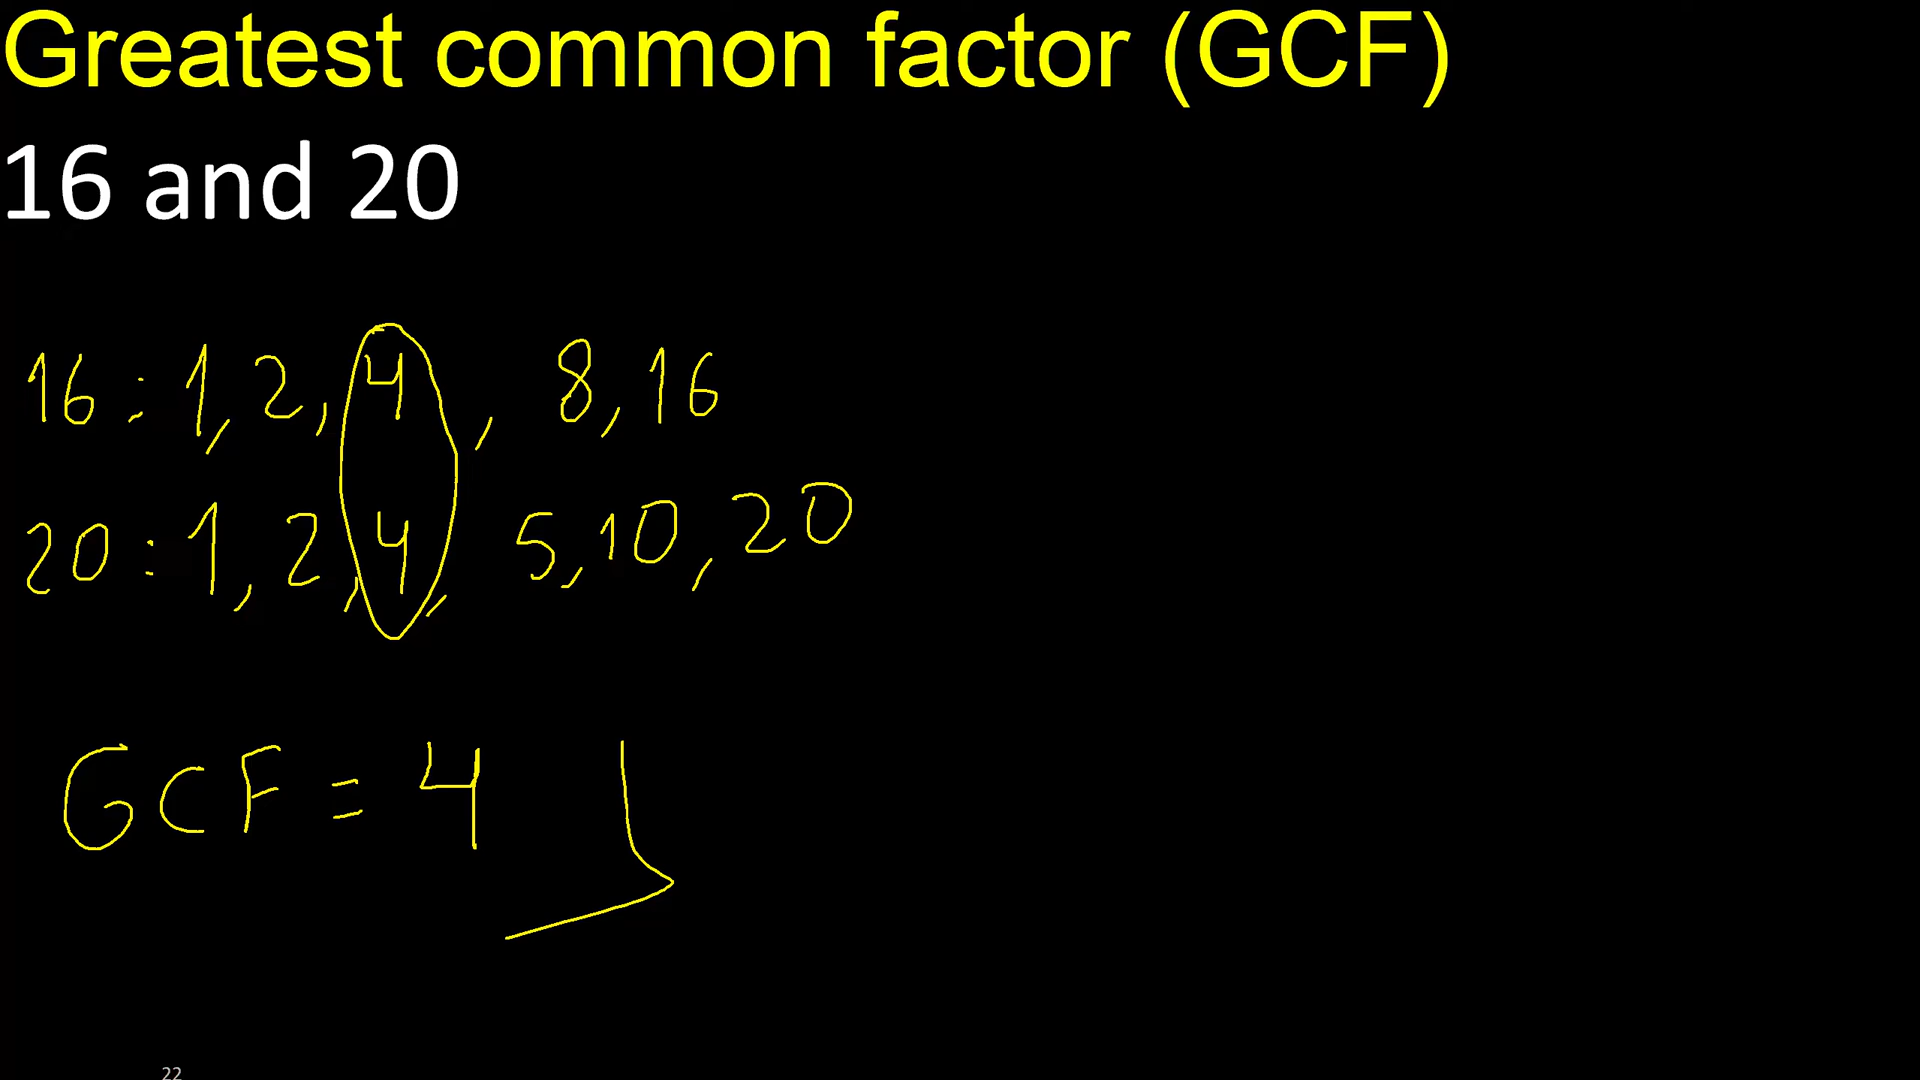 Greatest common factor (GCF)
16 and 20
16 : 1, 2, 4, 8, 16
20 : 1, 2, 4, 5, 10, 20
GCF = 4
22